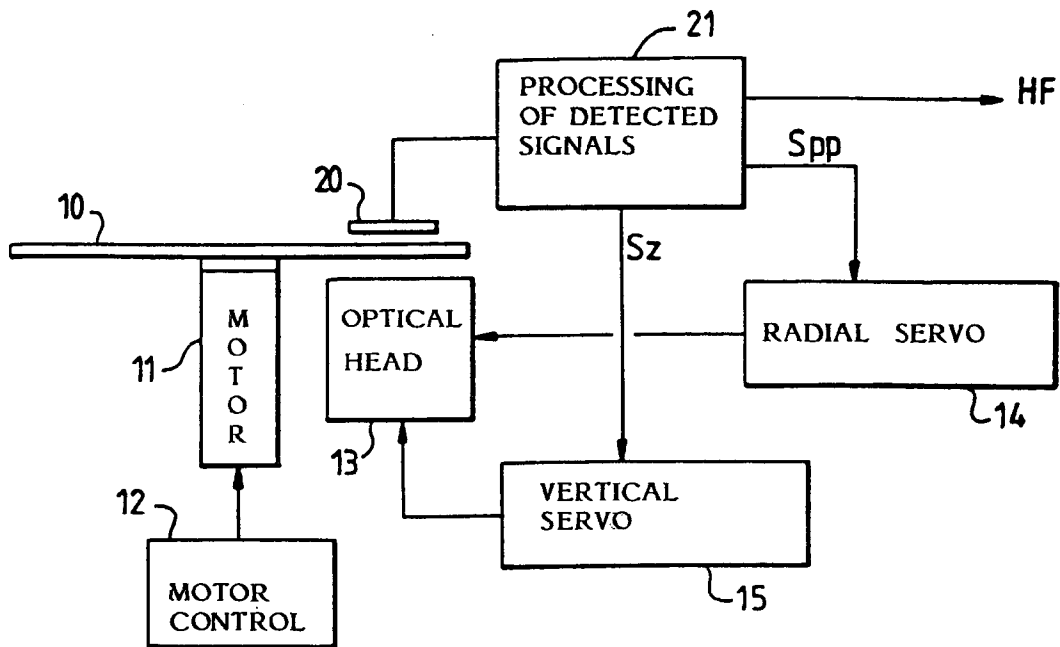 21
PROCESSING
OF DETECTED
SIGNALS
HF
Spp
20
10
Sz
MOTOR
11
OPTICAL
HEAD
13
RADIAL SERVO
14
12
MOTOR
CONTROL
VERTICAL
SERVO
15